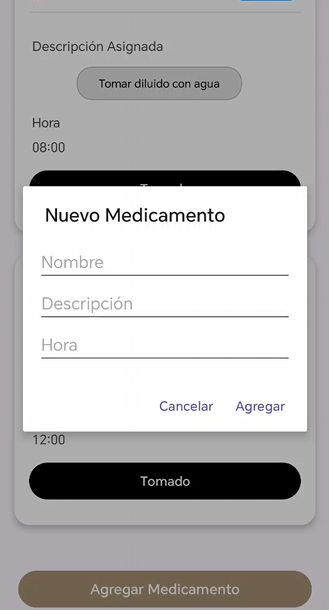 Descripción Asignada
Tomar diluido con agua
Hora
08:00
Nuevo Medicamento
Nombre
Descripción
Hora
Cancelar Agregar
12:00
Tomado
Agregar Medicamento